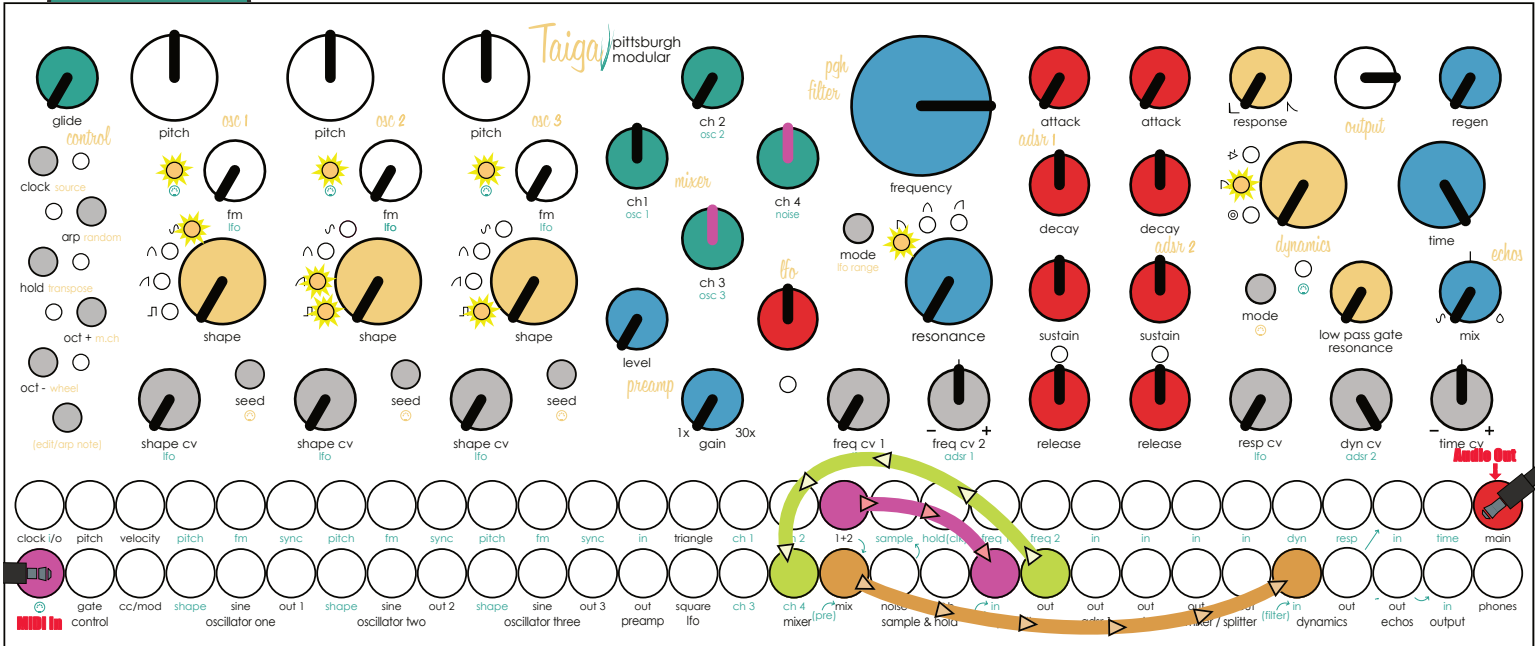 Taiga pittsburgh
modular
pgh
filter
glide
pitch
osc 1
pitch
osc 2
pitch
osc 3
ch 2
osc 2
attack
attack
response
output
regen
control
adsr 1
clock source
fm
lfo
fm
lfo
fm
lfo
ch1
osc 1
mixer
ch 4
noise
frequency
arp random
decay
decay
time
hold transpose
ch 3
osc 3
lfo
mode
lfo range
adsr 2
dynamics
echos
oct + m.ch
shape
shape
shape
level
resonance
sustain
sustain
mode
low pass gate
resonance
mix
oct - wheel
seed
seed
seed
preamp
(edit/arp note)
shape cv
lfo
shape cv
lfo
shape cv
lfo
1x 30x
gain
freq cv 1
lfo
- +
freq cv 2
adsr 1
release
release
resp cv
lfo
dyn cv
adsr 2
- +
time cv
Audio Out
clock i/o pitch velocity pitch fm sync pitch fm sync pitch fm sync in triangle ch 1 1+2 sample freq 2 in in in in dyn resp in time main
gate cc/mod shape sine out 1 shape sine out 2 shape sine out 3 out square ch 3 ch 4 mix in out in out out in phones
MIDI In control oscillator one oscillator two oscillator three preamp lfo mixer (pre) sample & hold (filter) dynamics echos output